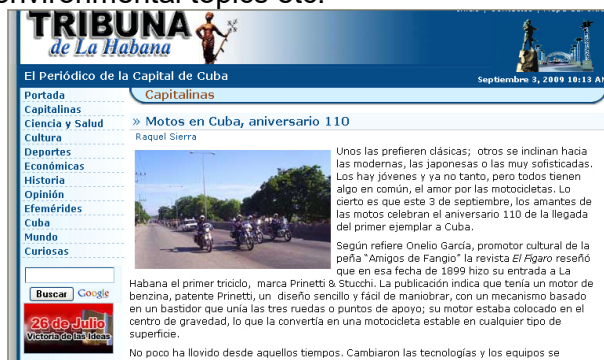 environmental topics etc.
TRIBUNA
de La Habana
El Periódico de la Capital de Cuba
Septiembre 3, 2009 10:13 AM
Portada
Capitalinas
Ciencia y Salud
Cultura
Deportes
Económicas
Historia
Opinión
Efemérides
Cuba
Mundo
Curiosas
Buscar Google
26 de Julio
Victoria de las Ideas
Capitalinas
» Motos en Cuba, aniversario 110
Raquel Sierra
Unos las prefieren clásicas; otros se inclinan hacia
las modernas, las japonesas o las muy sofisticadas.
Los hay jóvenes y ya no tanto, pero todos tienen
algo en común, el amor por las motocicletas. Lo
cierto es que este 3 de septiembre, los amantes de
las motos celebran el aniversario 110 de la llegada
del primer ejemplar a Cuba.
Según refiere Onelio García, promotor cultural de la
peña “Amigos de Fangio” la revista El Fígaro reseñó
que en esa fecha de 1899 hizo su entrada a La
Habana el primer triciclo, marca Prinetti & Stucchi. La publicación indica que tenía un motor de
benzina, patente Prinetti, un diseño sencillo y fácil de maniobrar, con un mecanismo basado
en un bastidor que unía las tres ruedas o puntos de apoyo; su motor estaba colocado en el
centro de gravedad, lo que la convertía en una motocicleta estable en cualquier tipo de
superficie.
No poco ha llovido desde aquellos tiempos. Cambiaron las tecnologías y los equipos se